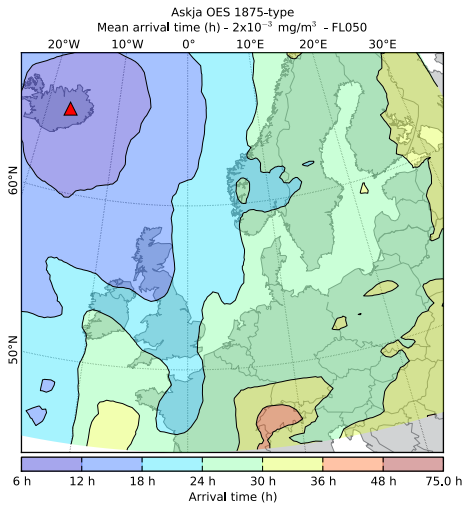 Askja OES 1875-type
Mean arrival time (h) - 2x10⁻³ mg/m³ - FL050
20°W 10°W 0° 10°E 20°E 30°E
60°N
50°N
6 h 12 h 18 h 24 h 30 h 36 h 48 h 75.0 h
Arrival time (h)